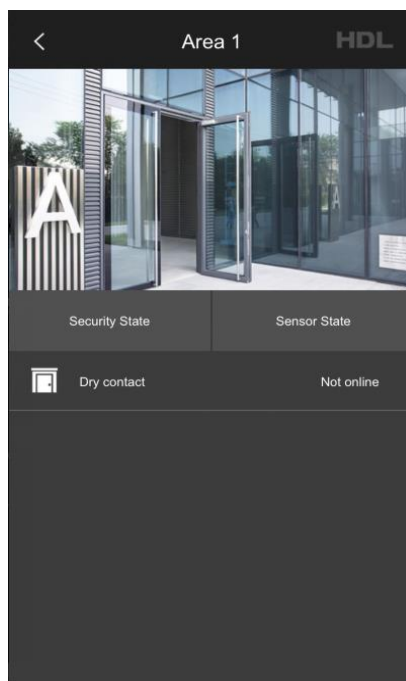 Area 1
HDL
A
Security State
Sensor State
Dry contact
Not online